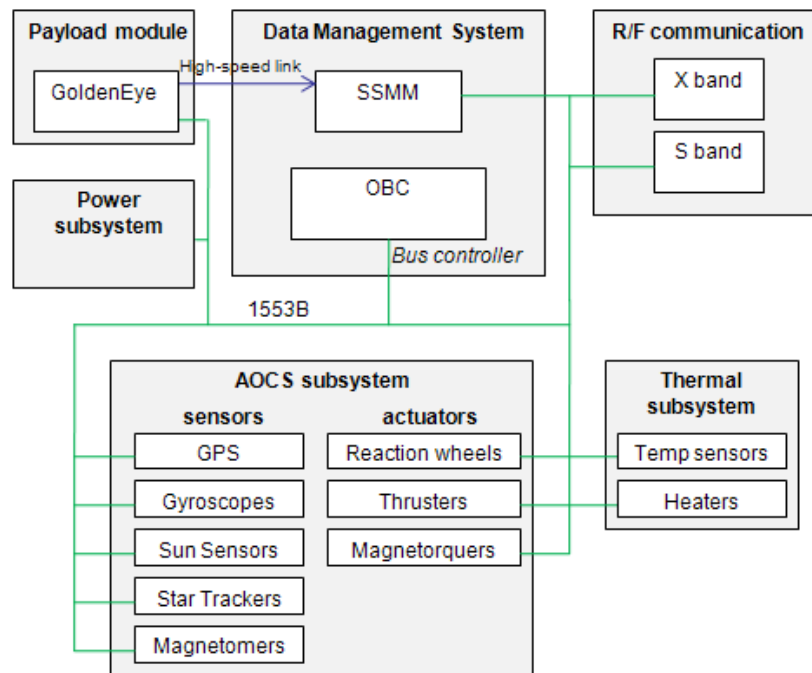 Payload module
GoldenEye
High-speed link
Data Management System
SSMM
OBC
Bus controller
R/F communication
X band
S band
Power
subsystem
1553B
AOCS subsystem
sensors
GPS
Gyroscopes
Sun Sensors
Star Trackers
Magnetomers
actuators
Reaction wheels
Thrusters
Magnetorquers
Thermal
subsystem
Temp sensors
Heaters